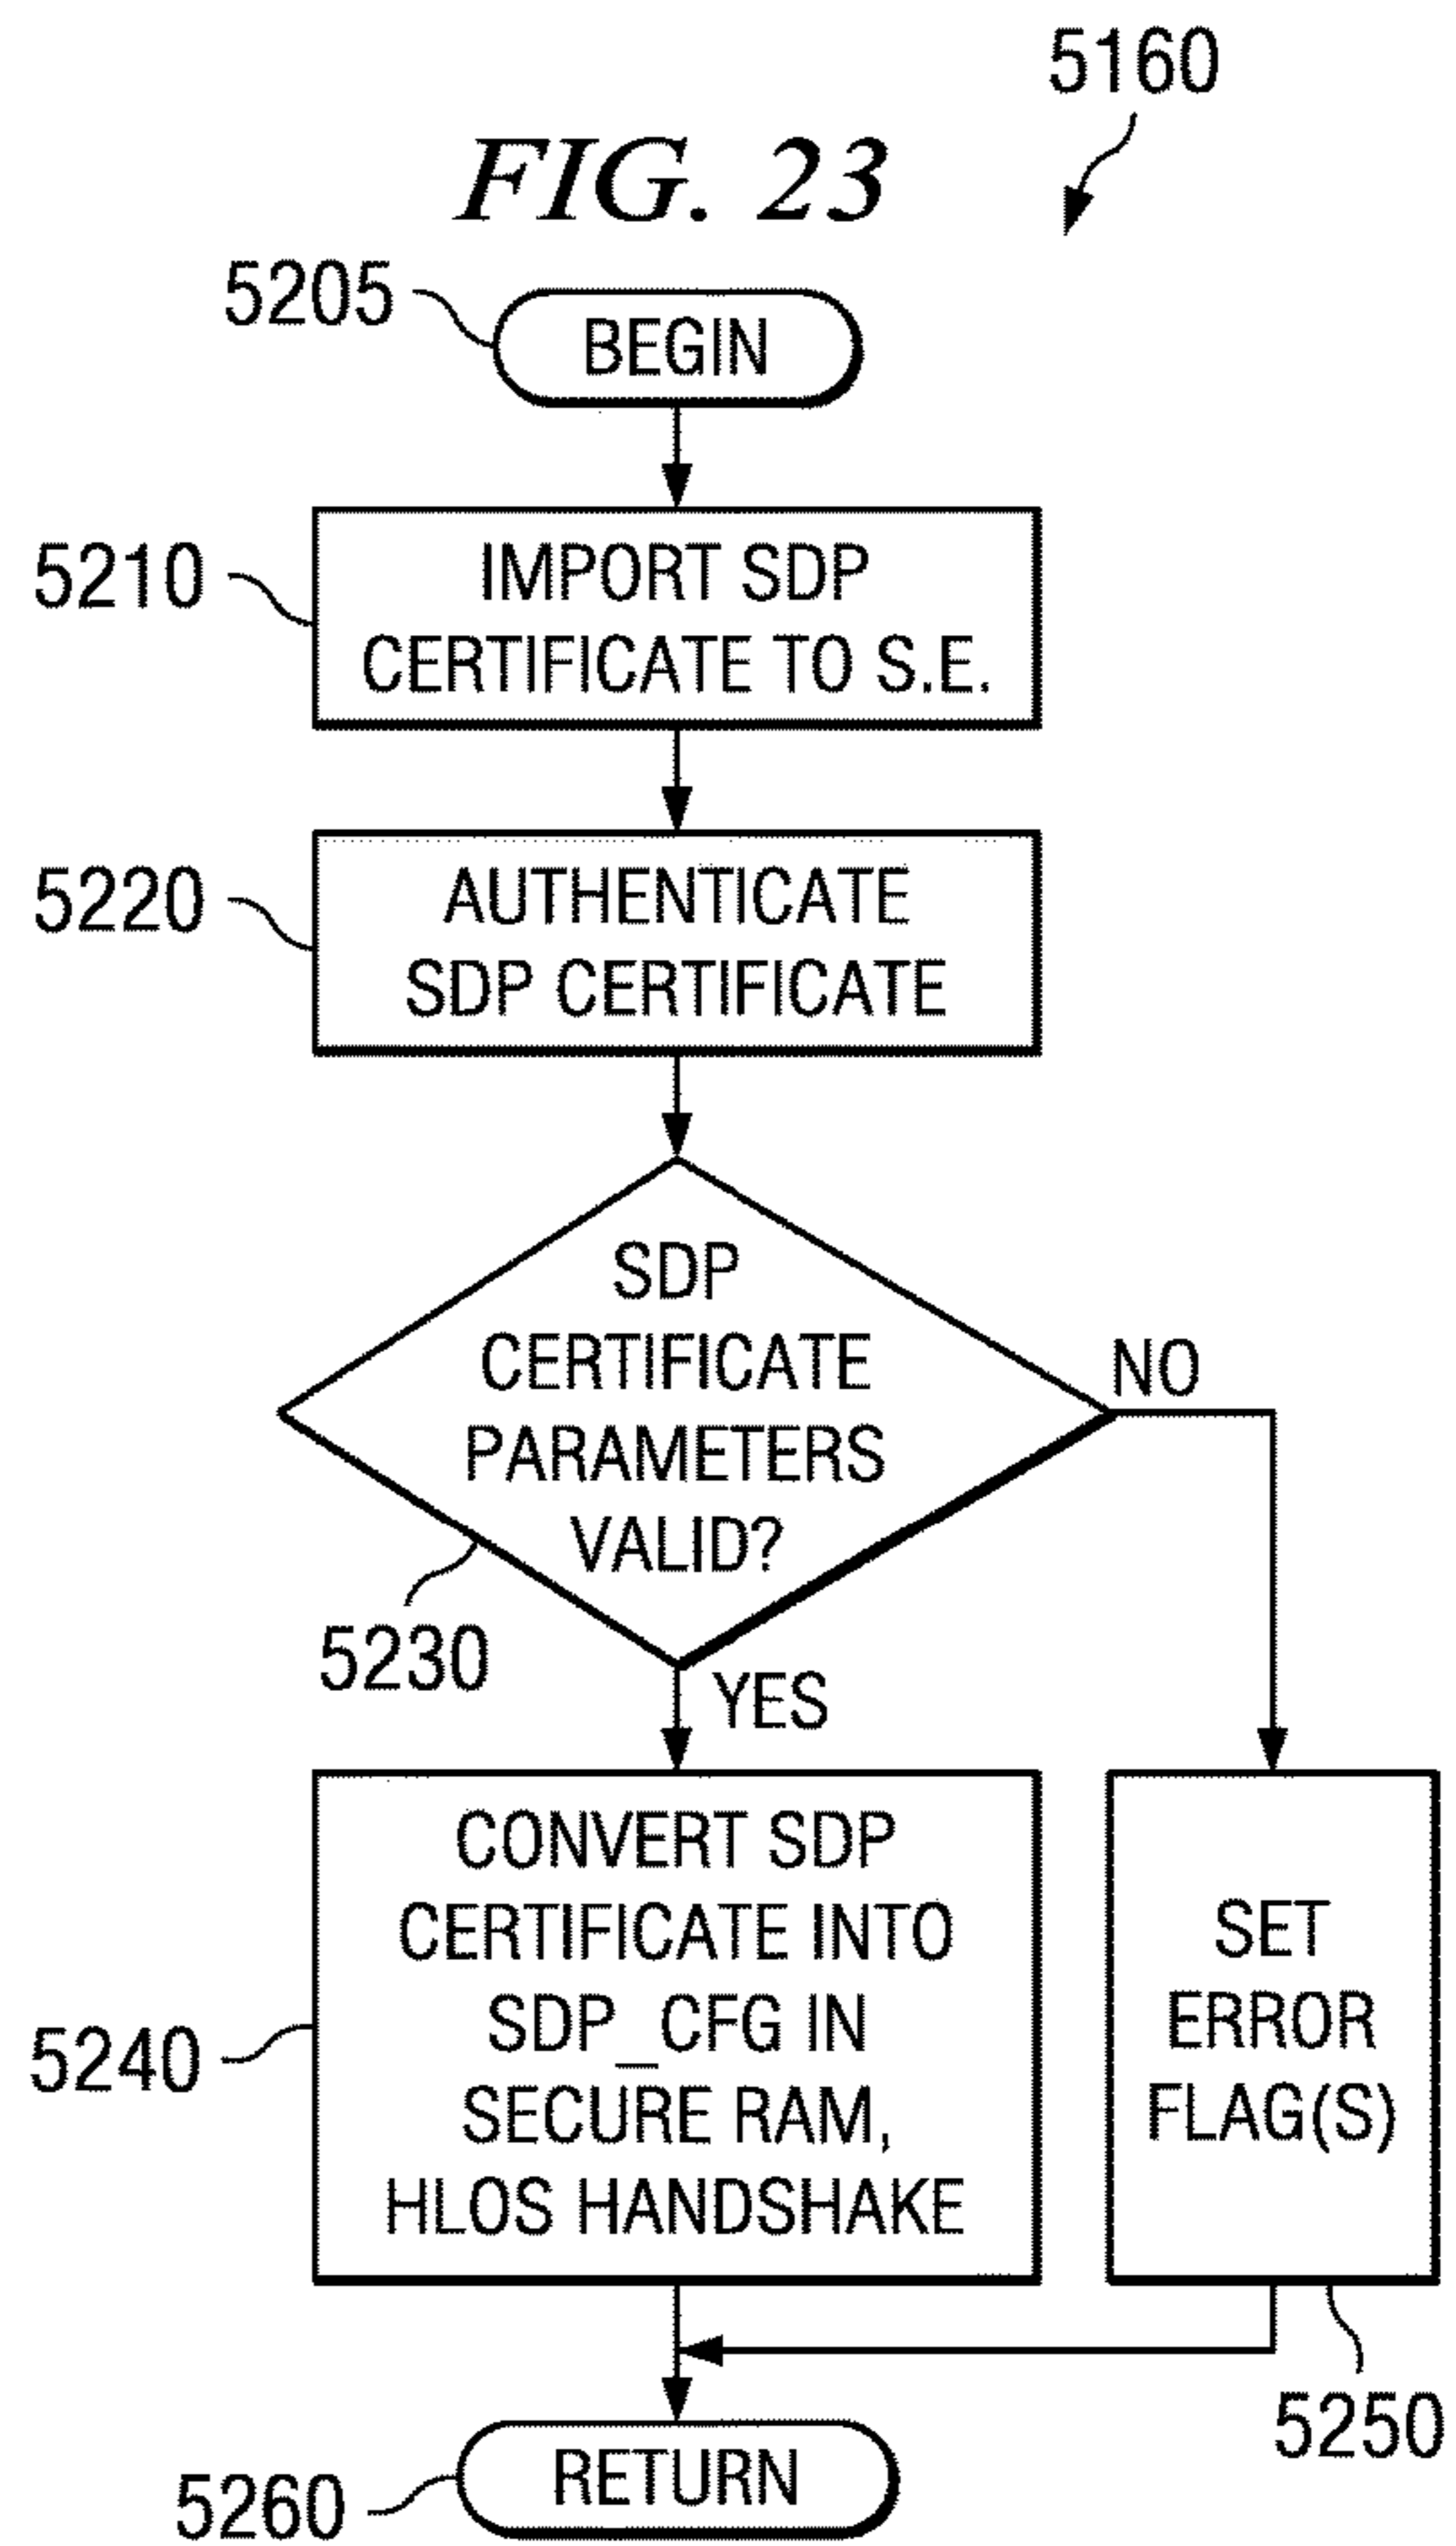 5160
FIG. 23
5205
BEGIN
5210
IMPORT SDP
CERTIFICATE TO S.E.
5220
AUTHENTICATE
SDP CERTIFICATE
SDP
CERTIFICATE
PARAMETERS
VALID?
NO
5230
YES
5240
CONVERT SDP
CERTIFICATE INTO
SDP_CFG IN
SECURE RAM,
HLOS HANDSHAKE
SET
ERROR
FLAG(S)
5250
5260
RETURN